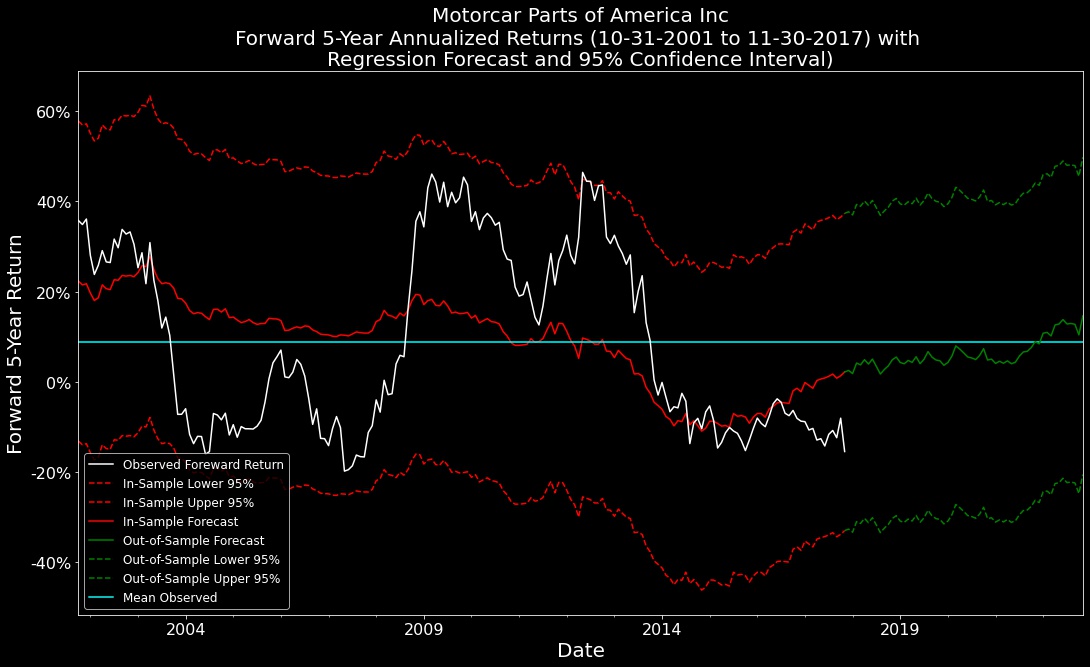 Motorcar Parts of America Inc
Forward 5-Year Annualized Returns (10-31-2001 to 11-30-2017) with
Regression Forecast and 95% Confidence Interval)
Forward 5-Year Return
60%
40%
20%
0%
-20%
-40%
Observed Foreward Return
In-Sample Lower 95%
In-Sample Upper 95%
In-Sample Forecast
Out-of-Sample Forecast
Out-of-Sample Lower 95%
Out-of-Sample Upper 95%
Mean Observed
2004 2009 2014 2019
Date